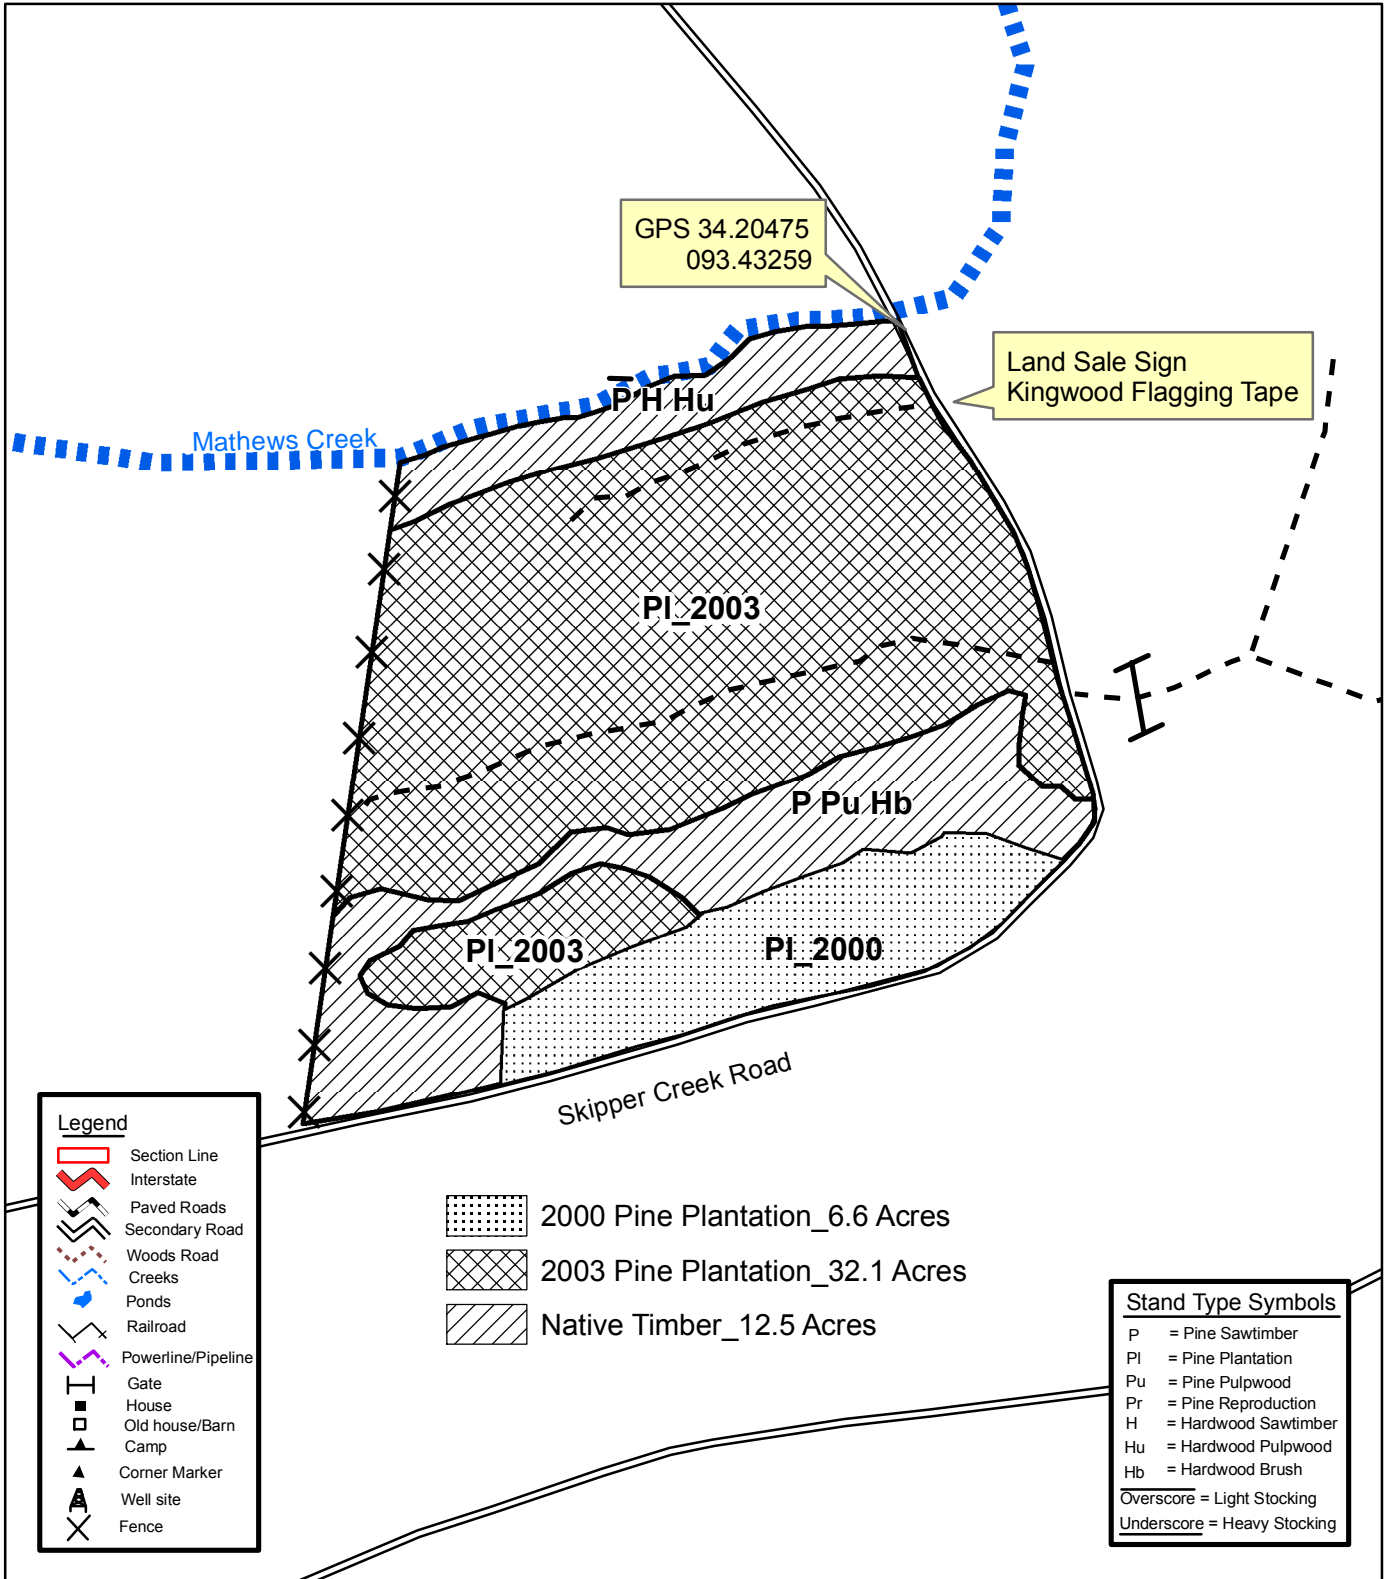 GPS 34.20475
093.43259
Land Sale Sign
Kingwood Flagging Tape
P H Hu
Mathews Creek
Pl_2003
P Pu Hb
Pl_2003
Pl_2000
Skipper Creek Road
Legend
Section Line
Interstate
Paved Roads
Secondary Road
Woods Road
Creeks
Ponds
Railroad
Powerline/Pipeline
Gate
House
Old house/Barn
Camp
Corner Marker
Well site
Fence
2000 Pine Plantation_6.6 Acres
2003 Pine Plantation_32.1 Acres
Native Timber_12.5 Acres
Stand Type Symbols
P = Pine Sawtimber
Pl = Pine Plantation
Pu = Pine Pulpwood
Pr = Pine Reproduction
H = Hardwood Sawtimber
Hu = Hardwood Pulpwood
Hb = Hardwood Brush
Overscore = Light Stocking
Underscore = Heavy Stocking